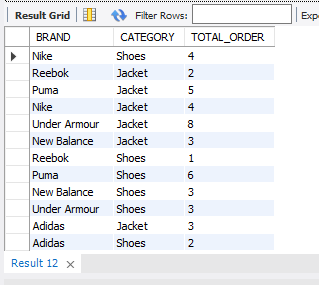 Result Grid Filter Rows: Expo
BRAND CATEGORY TOTAL_ORDER
Nike Shoes 4
Reebok Jacket 2
Puma Jacket 5
Nike Jacket 4
Under Armour Jacket 8
New Balance Jacket 3
Reebok Shoes 1
Puma Shoes 6
New Balance Shoes 3
Under Armour Shoes 3
Adidas Jacket 3
Adidas Shoes 2
Result 12 ×